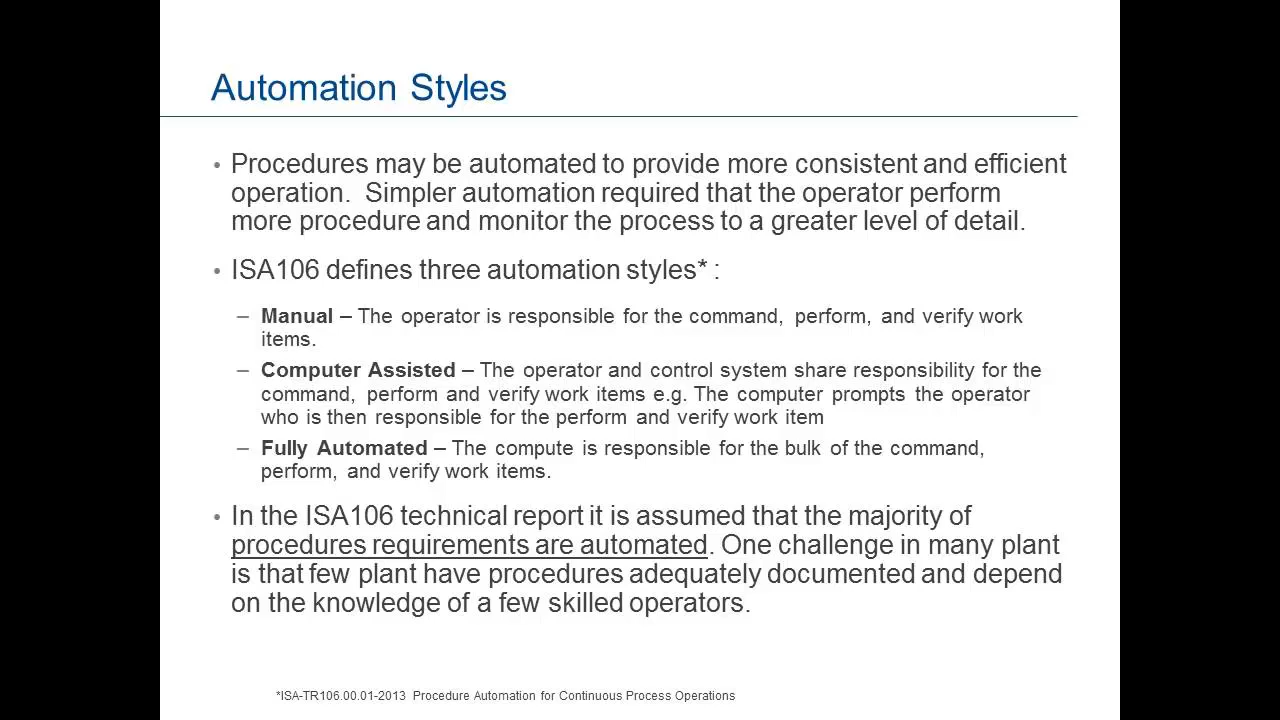 Automation Styles
• Procedures may be automated to provide more consistent and efficient
operation.  Simpler automation required that the operator perform
more procedure and monitor the process to a greater level of detail.
• ISA106 defines three automation styles* :
– Manual – The operator is responsible for the command, perform, and verify work
items.
– Computer Assisted – The operator and control system share responsibility for the
command, perform and verify work items e.g. The computer prompts the operator
who is then responsible for the perform and verify work item
– Fully Automated – The compute is responsible for the bulk of the command,
perform, and verify work items.
• In the ISA106 technical report it is assumed that the majority of
procedures requirements are automated. One challenge in many plant
is that few plant have procedures adequately documented and depend
on the knowledge of a few skilled operators.
*ISA-TR106.00.01-2013  Procedure Automation for Continuous Process Operations